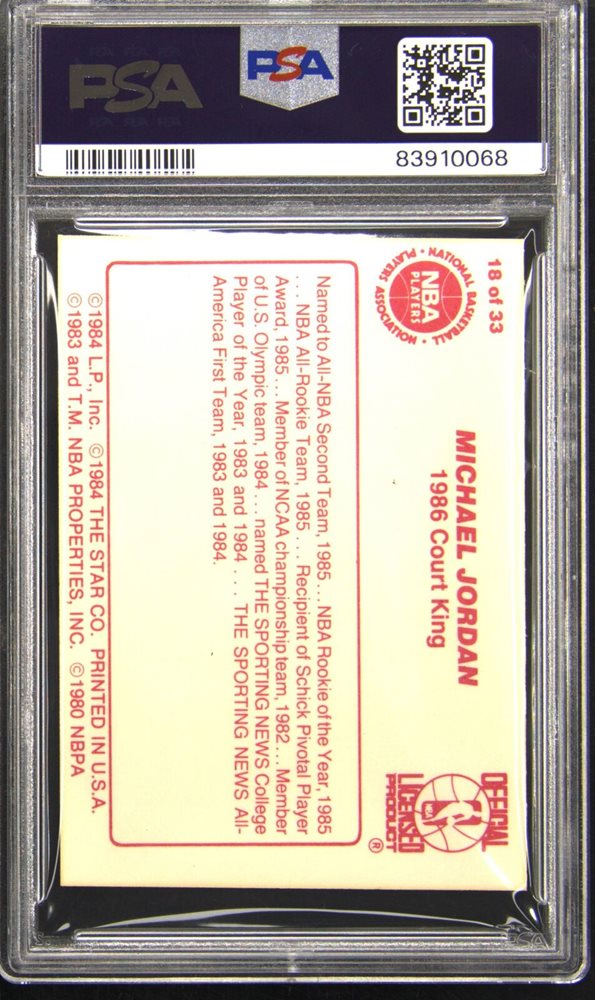 PSA
PSA
83910068
18 of 33
MICHAEL JORDAN
1986 Court King
NATIONAL BASKETBALL
PLAYERS ASSOCIATION
NBA
PLAYERS
OFFICIAL
LICENSED
PRODUCT
®
Named to All-NBA Second Team, 1985 . . . NBA Rookie of the Year, 1985
. . . NBA All-Rookie Team, 1985 . . . Recipient of Schick Pivotal Player
Award, 1985 . . . Member of NCAA championship team, 1982 . . . Member
of U.S. Olympic team, 1984 . . . named THE SPORTING NEWS College
Player of the Year, 1983 and 1984 . . . THE SPORTING NEWS All-
America First Team, 1983 and 1984.
©1984 L.P., Inc. ©1984 THE STAR CO. PRINTED IN U.S.A.
©1983 and T.M. NBA PROPERTIES, INC. ©1980 NBPA